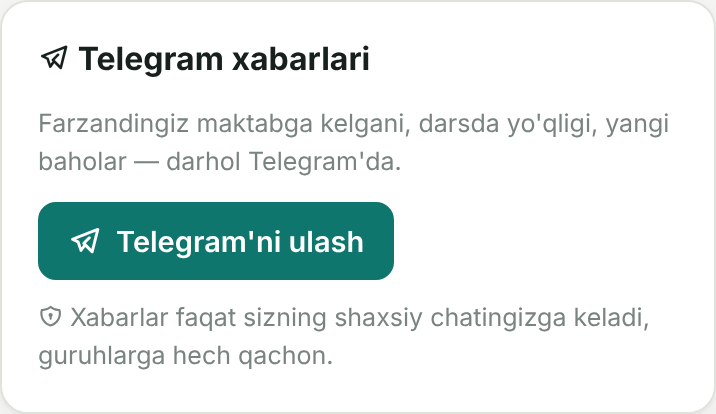 Telegram xabarlari
Farzandingiz maktabga kelgani, darsda yo'qligi, yangi
baholar — darhol Telegram'da.
Telegram'ni ulash
Xabarlar faqat sizning shaxsiy chatingizga keladi,
guruhlarga hech qachon.